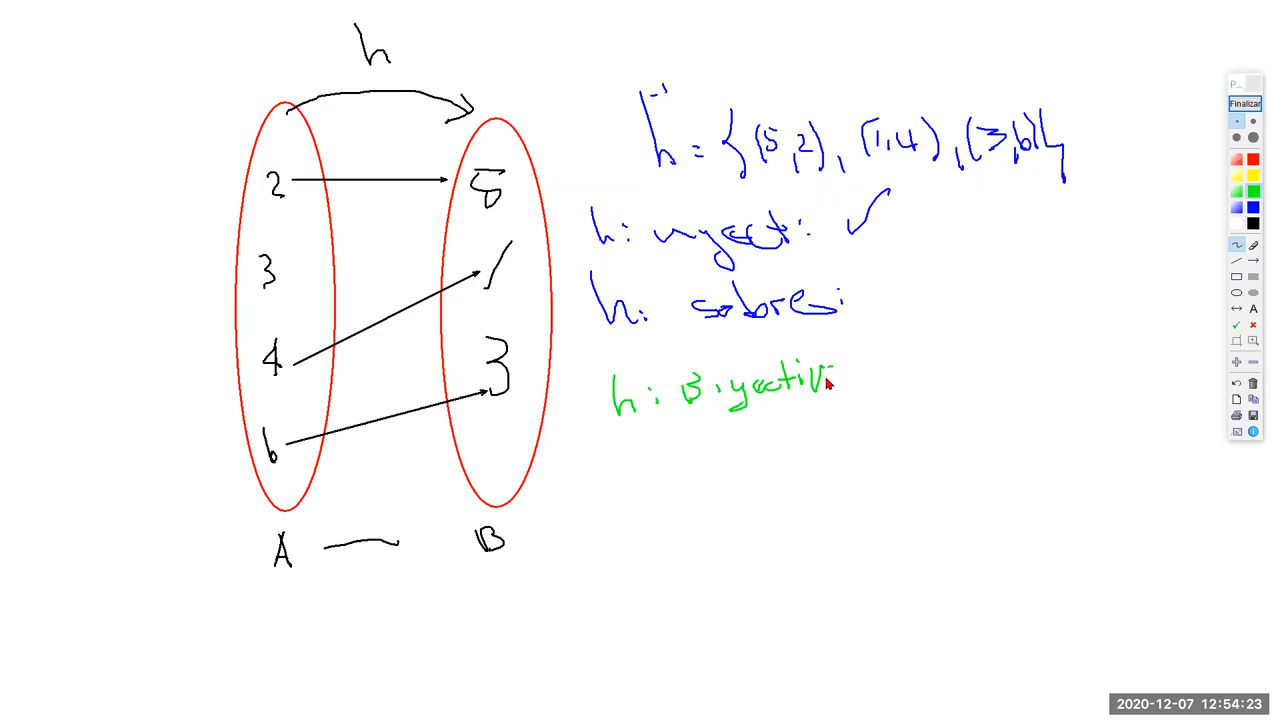 h
2
3
4
6
5
1
3
A — B
h⁻¹ = {(5,2), (1,4), (3,6)}
h: inyect: ✓
h: sobre:
h: Biyectiv
P...
Finalizar
A
2020-12-07 12:54:23